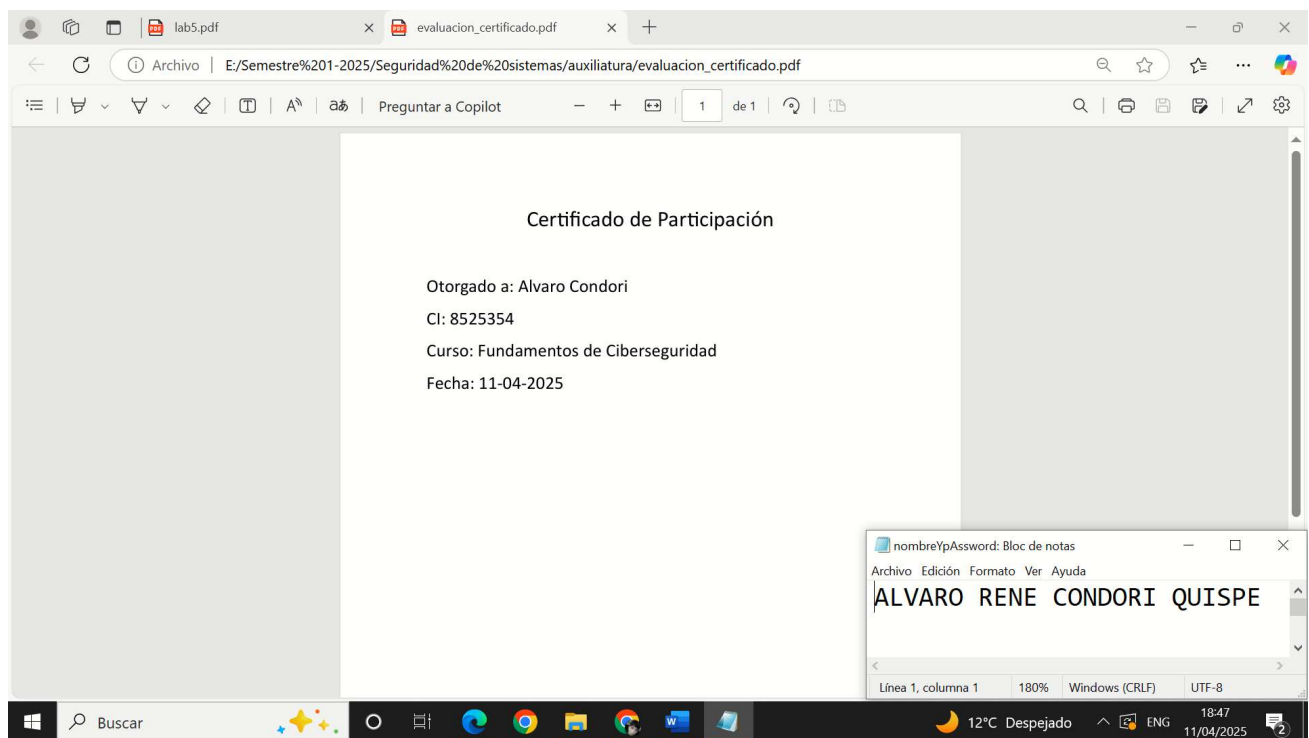 lab5.pdf
evaluacion_certificado.pdf
Archivo E:/Semestre%201-2025/Seguridad%20de%20sistemas/auxiliatura/evaluacion_certificado.pdf
Preguntar a Copilot 1 de 1
Certificado de Participación
Otorgado a: Alvaro Condori
CI: 8525354
Curso: Fundamentos de Ciberseguridad
Fecha: 11-04-2025
nombreYpAssword: Bloc de notas
Archivo Edición Formato Ver Ayuda
ALVARO RENE CONDORI QUISPE
Línea 1, columna 1 180% Windows (CRLF) UTF-8
Buscar
12°C Despejado ENG 18:47
11/04/2025 2